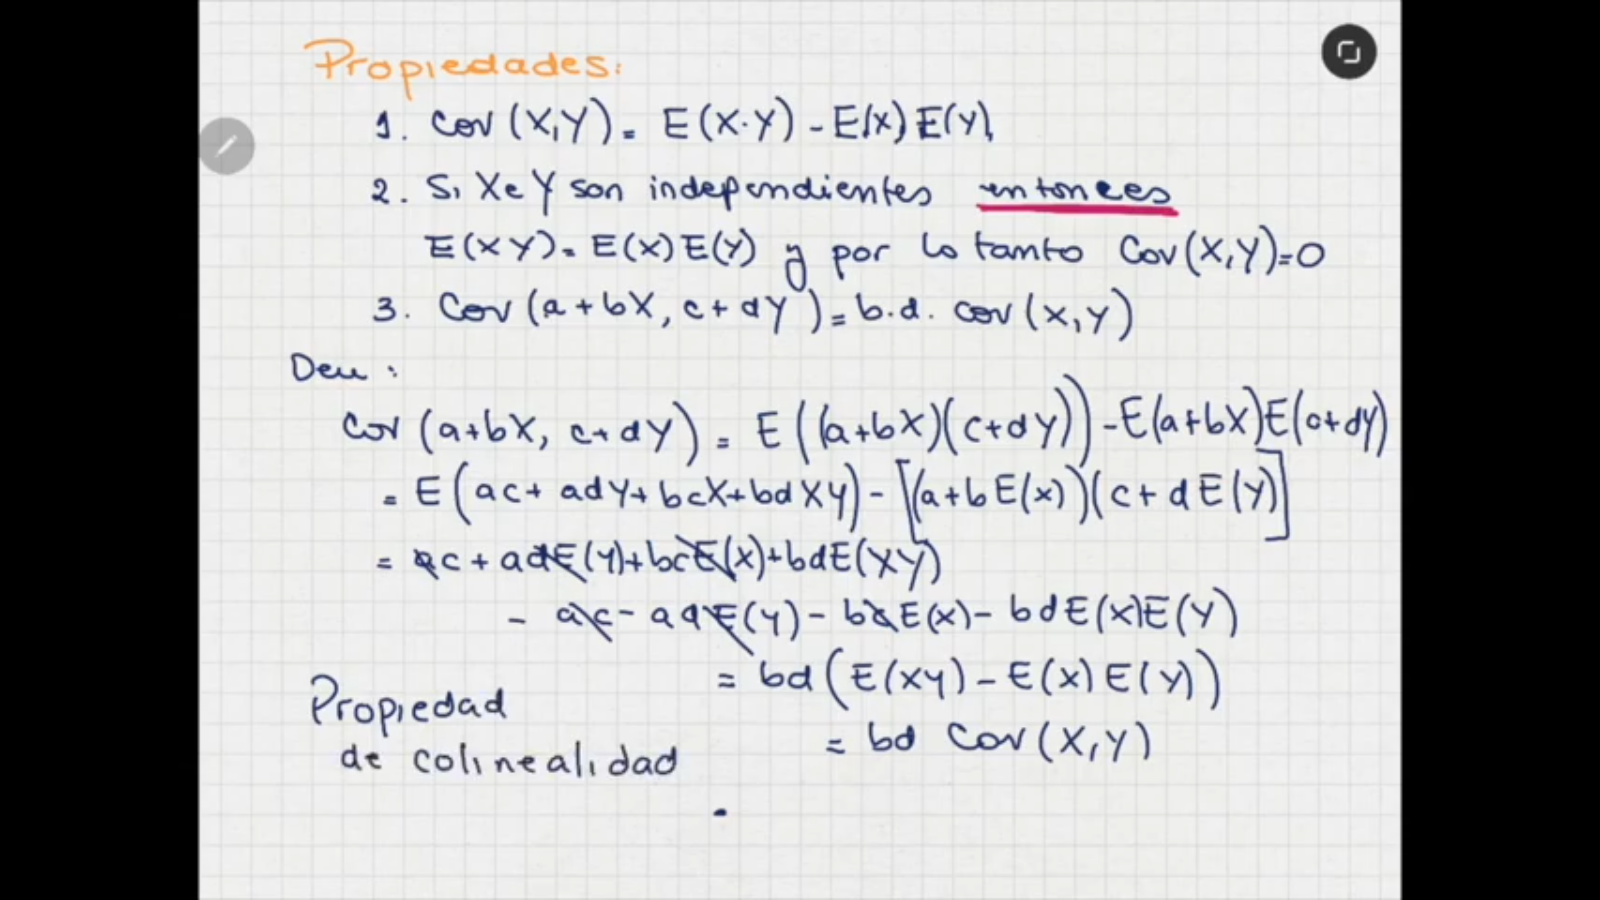 Propiedades:
1. Cov (X,Y) = E(X·Y) - E(X) E(Y)
2. Si X e Y son independientes entonces
E(XY) = E(X) E(Y) y por lo tanto Cov(X,Y)=0
3. Cov (a+bX, c+dY) = b.d. cov(X,Y)
Dem:
Cov (a+bX, c+dY) = E((a+bX)(c+dY)) - E(a+bX)E(c+dY)
= E(ac + adY + bcX + bdXY) - [(a+bE(X))(c+dE(Y)]
= ac + adE(Y) + bcE(X) + bdE(XY)
- ac - adE(Y) - bcE(X) - bdE(X)E(Y)
= bd(E(XY) - E(X) E(Y))
= bd Cov(X,Y)
Propiedad
de colinealidad